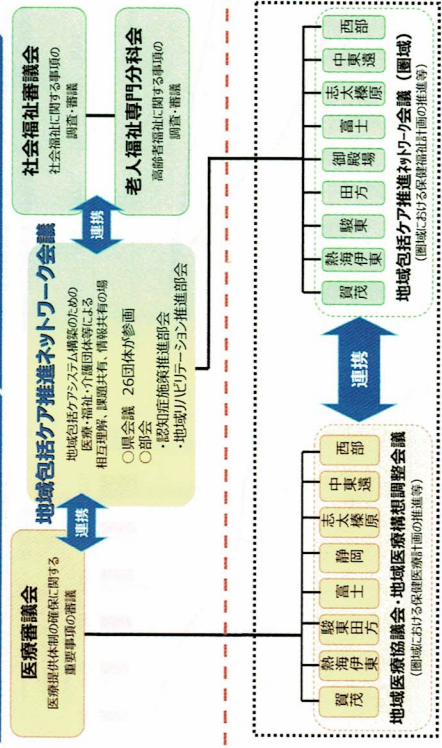 医療審議会
医療提供体制の確保に関する
重要事項の審議
連携
地域包括ケア推進ネットワーク会議
地域包括ケアシステム構築のための
医療・福祉・介護団体等による
相互理解、課題共有、情報共有の場
○県会議 26団体が参画
○部会
・認知症施策推進部会
・地域リハビリテーション推進部会
連携
社会福祉審議会
社会福祉に関する事項の
調査・審議
老人福祉専門分科会
高齢者福祉に関する事項の
調査・審議
賀茂
熱海伊東
駿東田方
富士
静岡
志太榛原
中東遠
西部
地域医療協議会・地域医療構想調整会議
(圏域における保健医療計画の推進等)
連携
賀茂
熱海伊東
駿東
田方
御殿場
富士
志太榛原
中東遠
西部
地域包括ケア推進ネットワーク会議(圏域)
(圏域における保健福祉計画の推進等)